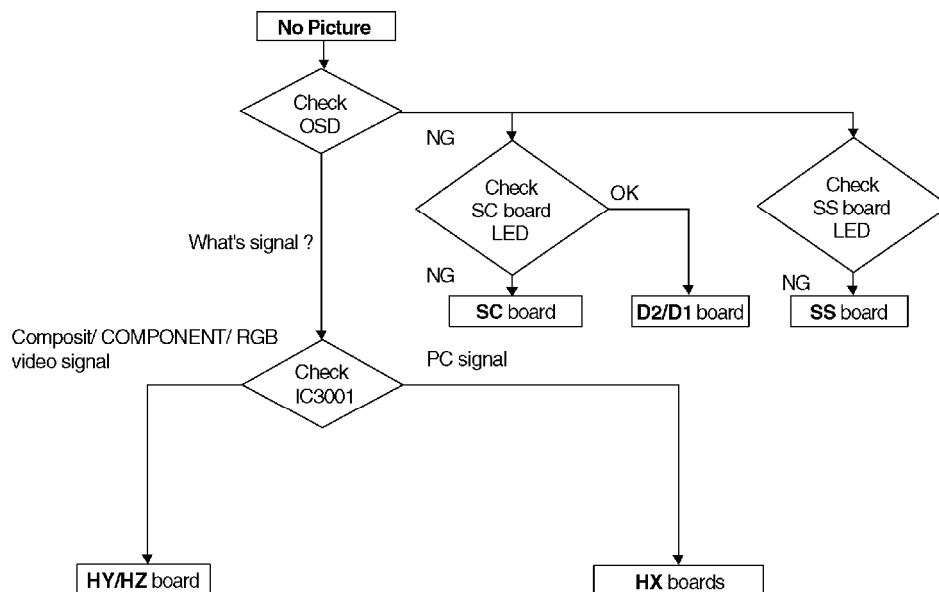 No Picture
Check
OSD
NG
Check
SC board
LED
OK
Check
SS board
LED
What's signal ?
NG
NG
SC board
D2/D1 board
SS board
Composit/ COMPONENT/ RGB
video signal
PC signal
Check
IC3001
HY/HZ board
HX boards